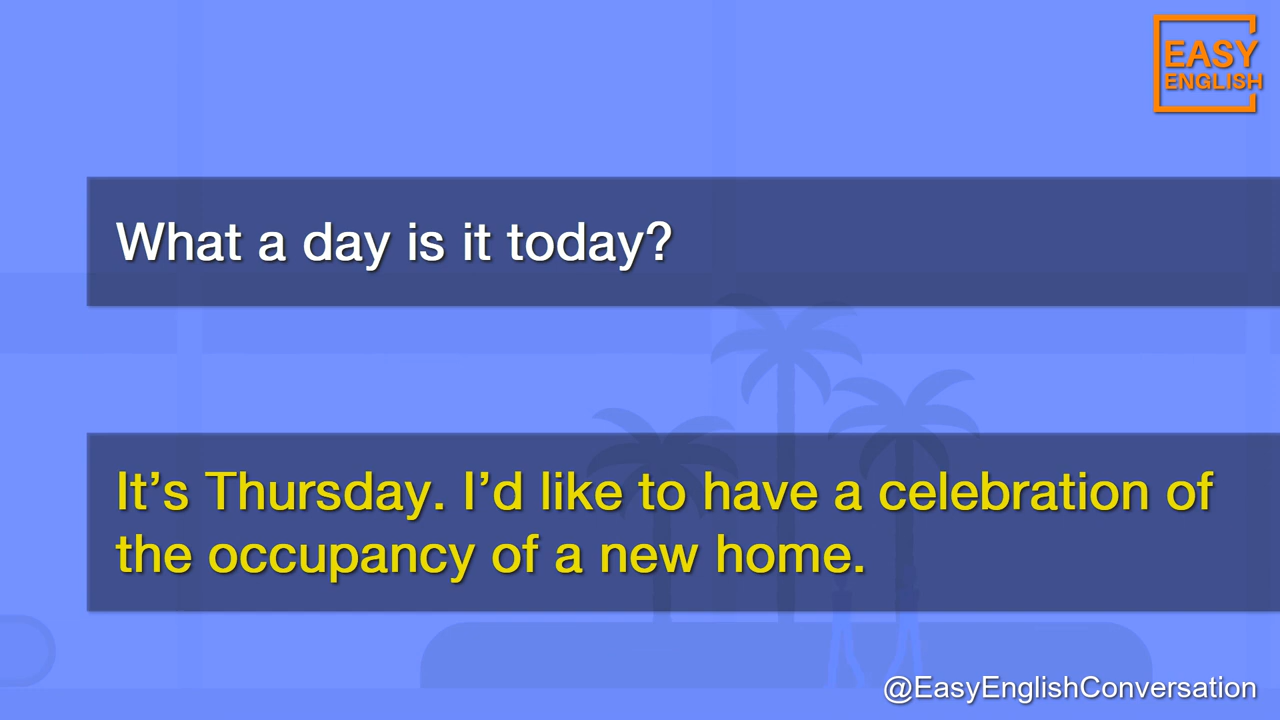 EASY
ENGLISH
What a day is it today?
It’s Thursday. I’d like to have a celebration of
the occupancy of a new home.
@EasyEnglishConversation